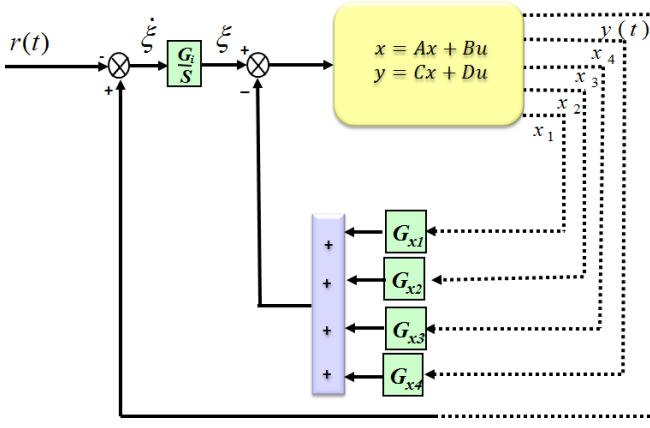 r(t)
-
+
ξ̇
G_i
S
ξ
+
−
x = Ax + Bu
y = Cx + Du
y(t)
x_4
x_3
x_2
x_1
+
G_x1
+
G_x2
+
G_x3
+
G_x4